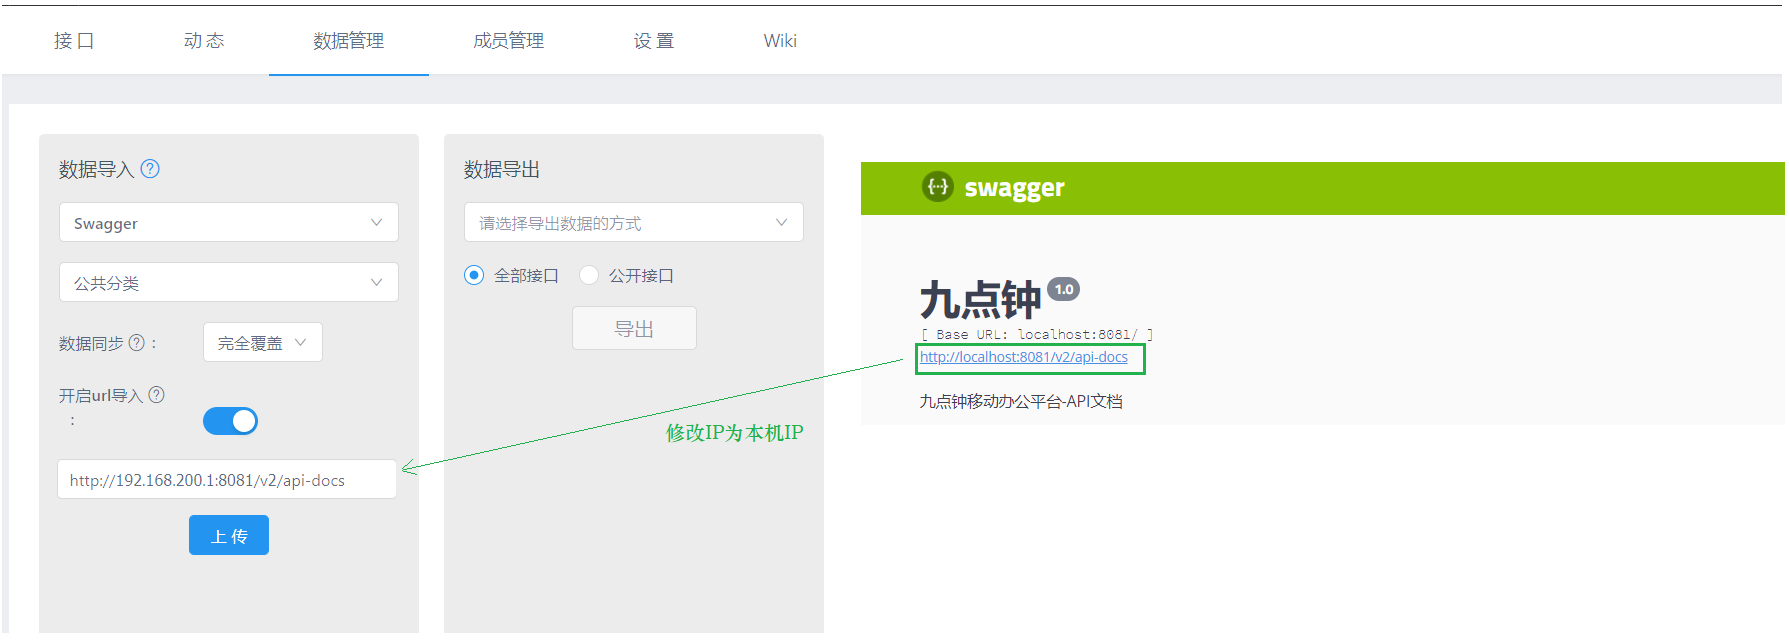 接 口
动 态
数据管理
成员管理
设 置
Wiki
数据导入 ?
Swagger
公共分类
数据同步 ? :
完全覆盖
开启url导入 ?
:
http://192.168.200.1:8081/v2/api-docs
上 传
数据导出
请选择导出数据的方式
全部接口
公开接口
导出
修改IP为本机IP
{··} swagger
九点钟 1.0
[ Base URL: localhost:8081/ ]
http://localhost:8081/v2/api-docs
九点钟移动办公平台-API文档